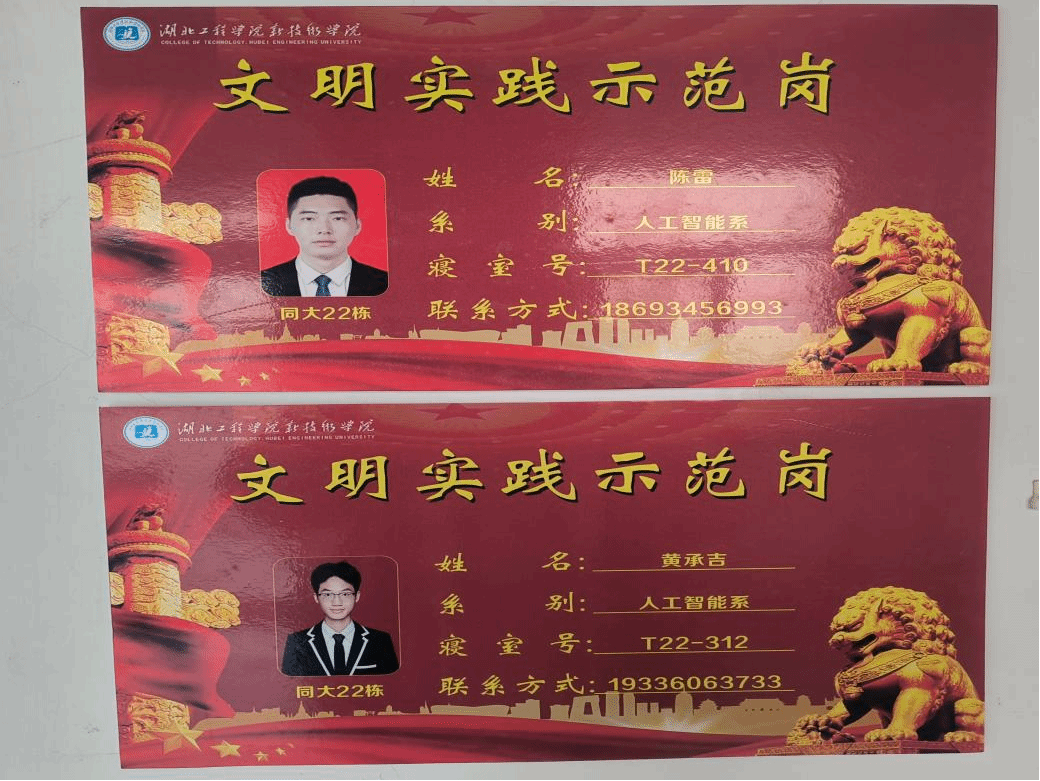 湖北工程学院新技术学院
COLLEGE OF TECHNOLOGY, HUBEI ENGINEERING UNIVERSITY
文明实践示范岗
姓名：陈雷
系别：人工智能系
寝室号：T22-410
联系方式：18693456993
同大22栋
湖北工程学院新技术学院
COLLEGE OF TECHNOLOGY, HUBEI ENGINEERING UNIVERSITY
文明实践示范岗
姓名：黄承吉
系别：人工智能系
寝室号：T22-312
联系方式：19336063733
同大22栋